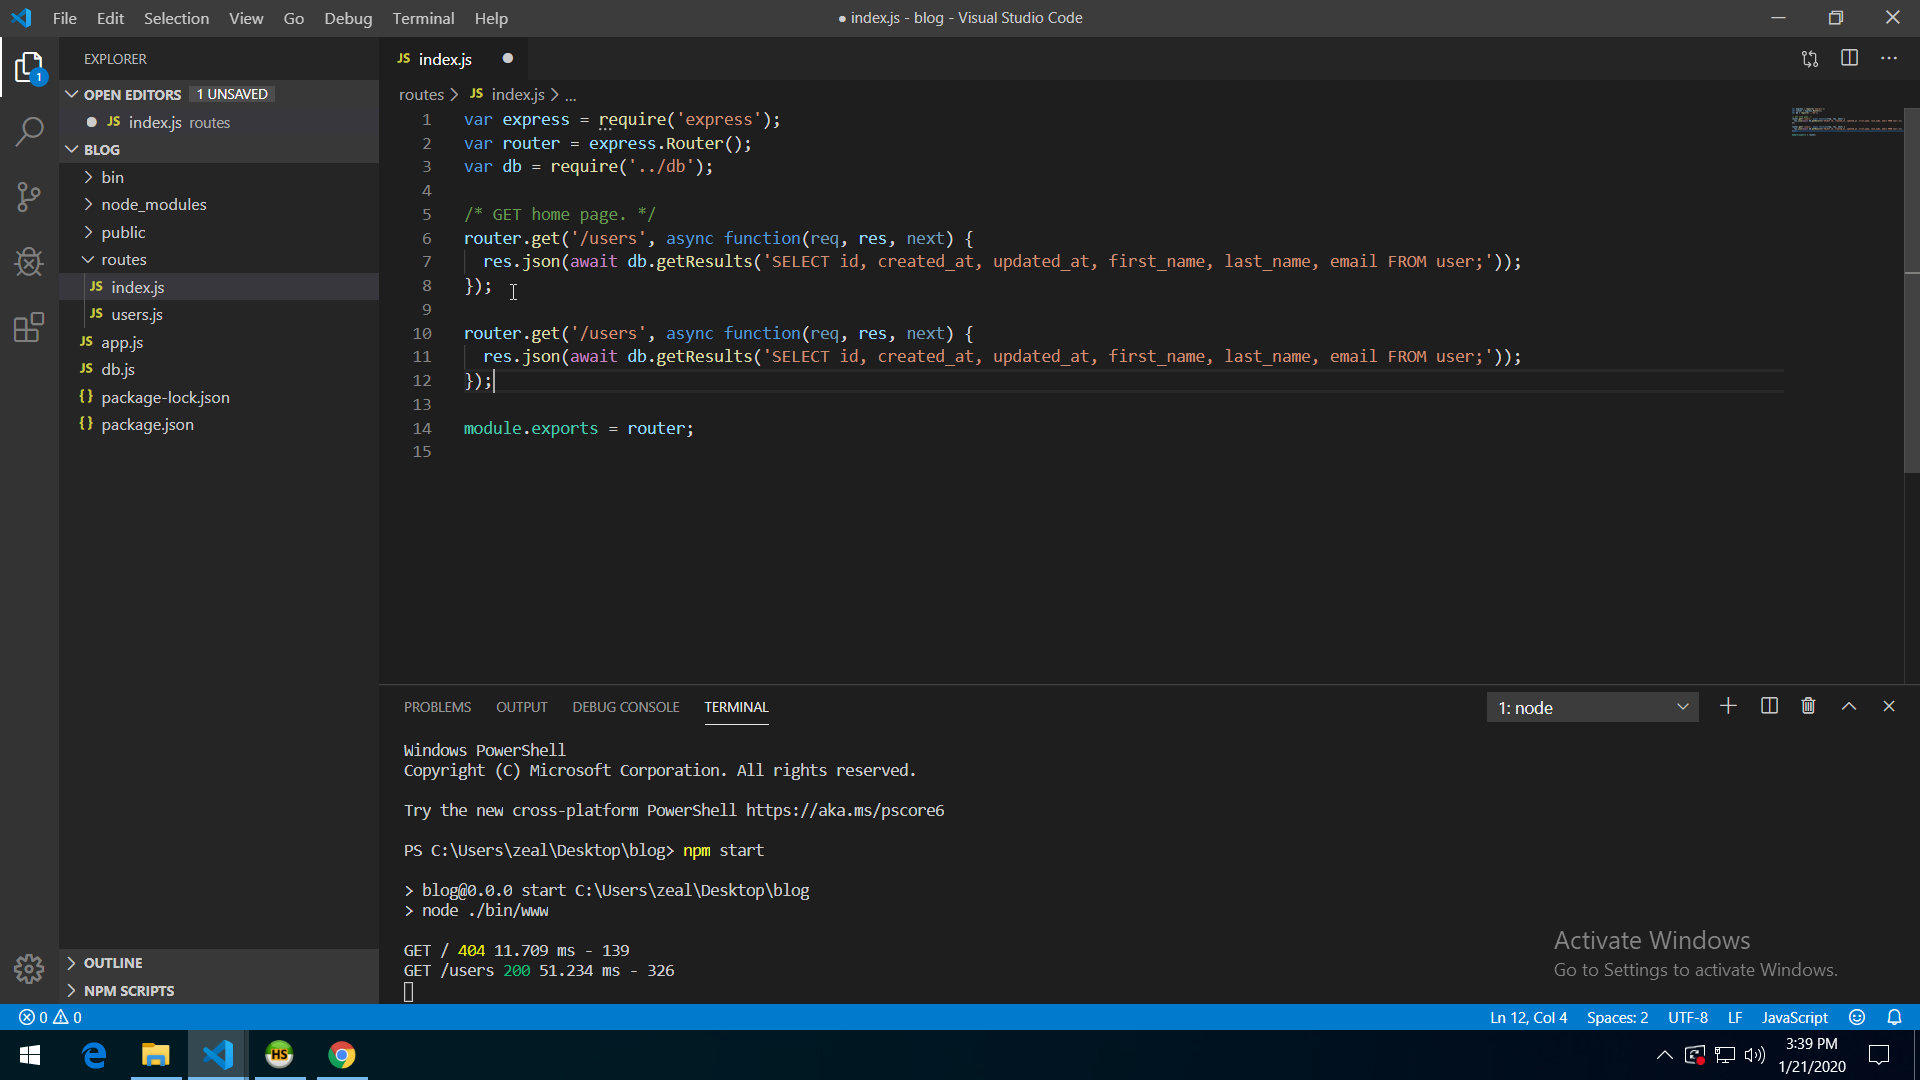 File Edit Selection View Go Debug Terminal Help
● index.js - blog - Visual Studio Code
EXPLORER
OPEN EDITORS 1 UNSAVED
JS index.js routes
BLOG
bin
node_modules
public
routes
JS index.js
JS users.js
JS app.js
JS db.js
{} package-lock.json
{} package.json
OUTLINE
NPM SCRIPTS
1
JS index.js
routes > JS index.js > ...
1 var express = require('express');
2 var router = express.Router();
3 var db = require('../db');
4
5 /* GET home page. */
6 router.get('/users', async function(req, res, next) {
7 res.json(await db.getResults('SELECT id, created_at, updated_at, first_name, last_name, email FROM user;'));
8 });
9
10 router.get('/users', async function(req, res, next) {
11 res.json(await db.getResults('SELECT id, created_at, updated_at, first_name, last_name, email FROM user;'));
12 });
13
14 module.exports = router;
15
PROBLEMS OUTPUT DEBUG CONSOLE TERMINAL
1: node
Windows PowerShell
Copyright (C) Microsoft Corporation. All rights reserved.
Try the new cross-platform PowerShell https://aka.ms/pscore6
PS C:\Users\zeal\Desktop\blog> npm start
> blog@0.0.0 start C:\Users\zeal\Desktop\blog
> node ./bin/www
GET / 404 11.709 ms - 139
GET /users 200 51.234 ms - 326
Activate Windows
Go to Settings to activate Windows.
0 0
Ln 12, Col 4 Spaces: 2 UTF-8 LF JavaScript
HS
3:39 PM
1/21/2020